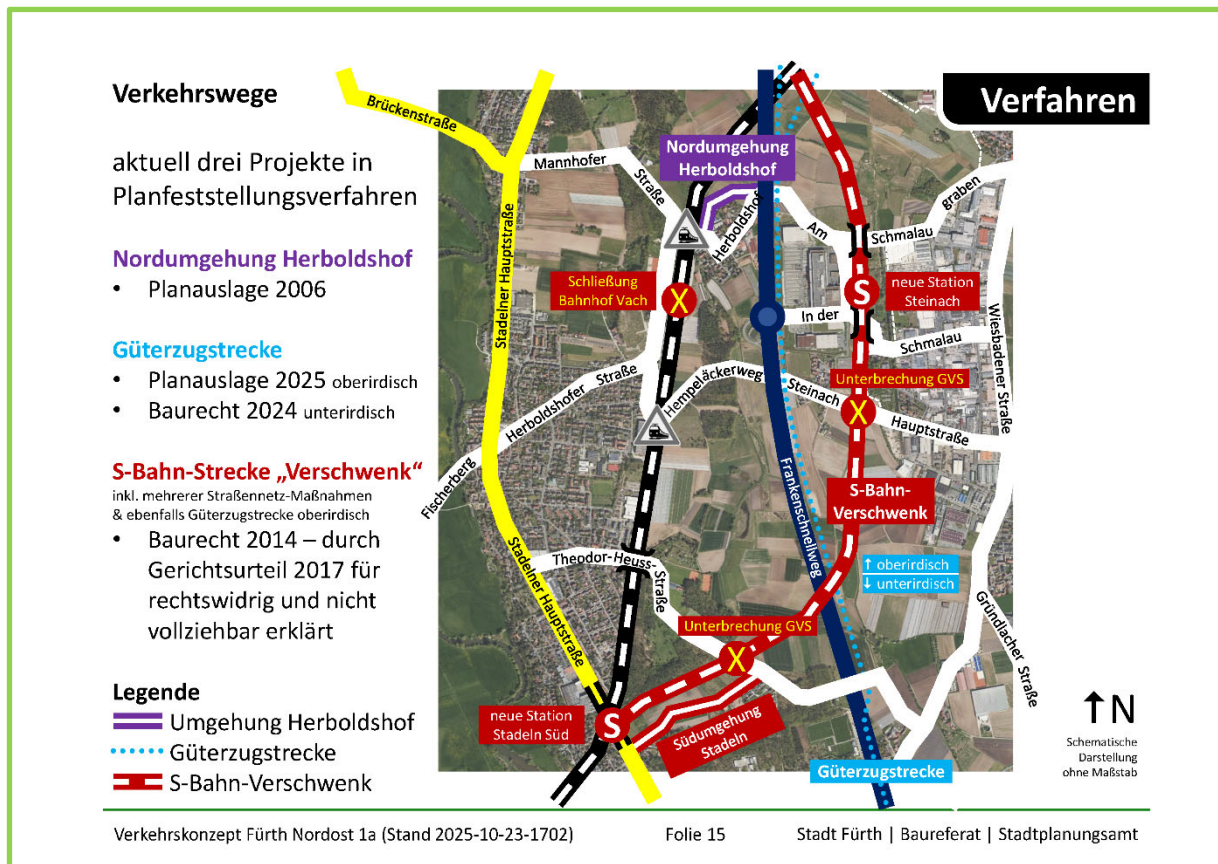 Verfahren
Verkehrswege
aktuell drei Projekte in
Planfeststellungsverfahren
Nordumgehung Herboldshof
• Planauslage 2006
Güterzugstrecke
• Planauslage 2025 oberirdisch
• Baurecht 2024 unterirdisch
S-Bahn-Strecke „Verschwenk“
inkl. mehrerer Straßennetz-Maßnahmen
& ebenfalls Güterzugstrecke oberirdisch
• Baurecht 2014 – durch
Gerichtsurteil 2017 für
rechtswidrig und nicht
vollziehbar erklärt
Legende
Umgehung Herboldshof
Güterzugstrecke
S-Bahn-Verschwenk
Brückenstraße
Mannhofer
Straße
Stadelner Hauptstraße
Nordumgehung
Herboldshof
Herboldshof
Am
Schmalau
graben
Schließung
Bahnhof Vach
X
S
neue Station
Steinach
In der
Schmalau
Wiesbadener Straße
Herboldshofer Straße
Fischerberg
Hempeläckerweg
Steinach
Hauptstraße
Unterbrechung GVS
X
S-Bahn-
Verschwenk
Frankenschnellweg
Theodor-Heuss-
Straße
↑ oberirdisch
↓ unterirdisch
Stadelner Hauptstraße
Unterbrechung GVS
X
Gründlacher Straße
neue Station
Stadeln Süd
S
Südumgehung
Stadeln
Güterzugstrecke
↑N
Schematische
Darstellung
ohne Maßstab
Verkehrskonzept Fürth Nordost 1a (Stand 2025-10-23-1702)
Folie 15
Stadt Fürth | Baureferat | Stadtplanungsamt